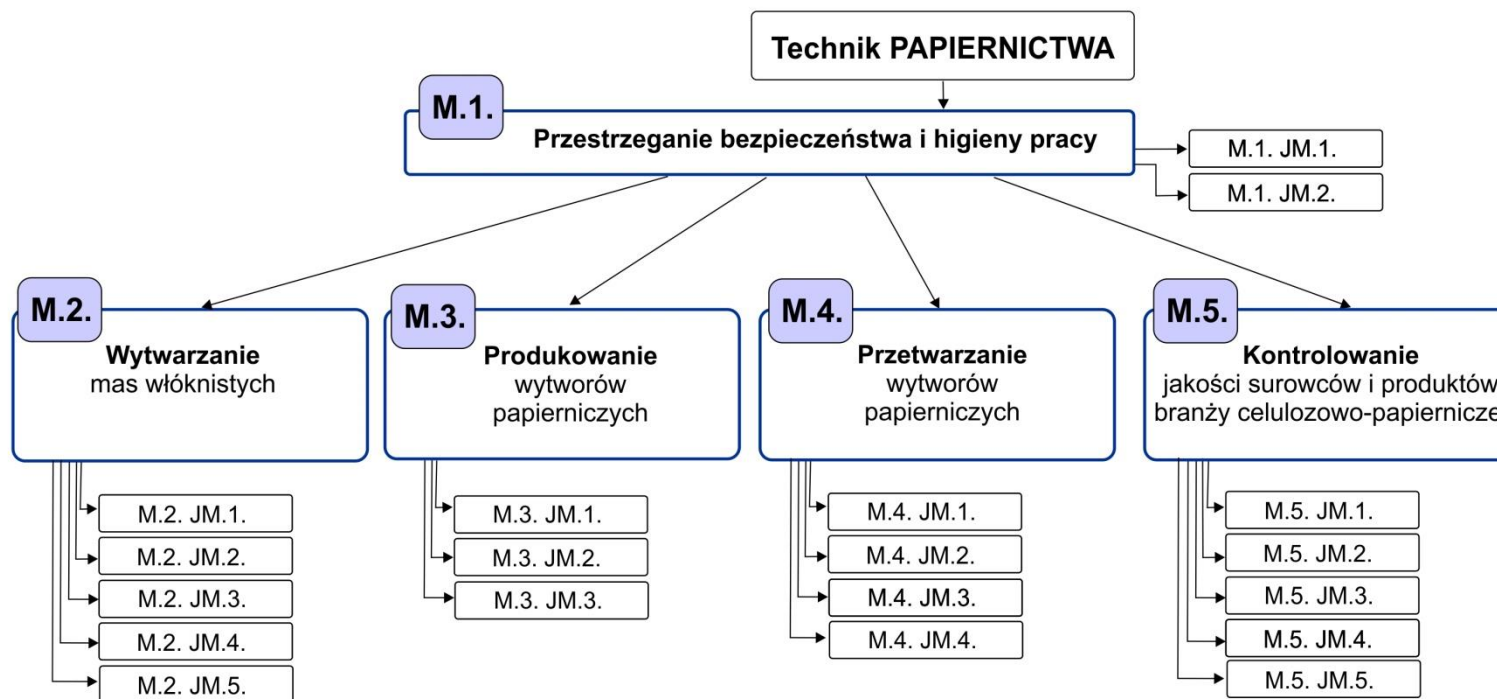 Technik PAPIERNICTWA
M.1.
Przestrzeganie bezpieczeństwa i higieny pracy
M.1. JM.1.
M.1. JM.2.
M.2.
Wytwarzanie
mas włóknistych
M.2. JM.1.
M.2. JM.2.
M.2. JM.3.
M.2. JM.4.
M.2. JM.5.
M.3.
Produkowanie
wytworów
papierniczych
M.3. JM.1.
M.3. JM.2.
M.3. JM.3.
M.4.
Przetwarzanie
wytworów
papierniczych
M.4. JM.1.
M.4. JM.2.
M.4. JM.3.
M.4. JM.4.
M.5.
Kontrolowanie
jakości surowców i produktów
branży celulozowo-papiernicze
M.5. JM.1.
M.5. JM.2.
M.5. JM.3.
M.5. JM.4.
M.5. JM.5.